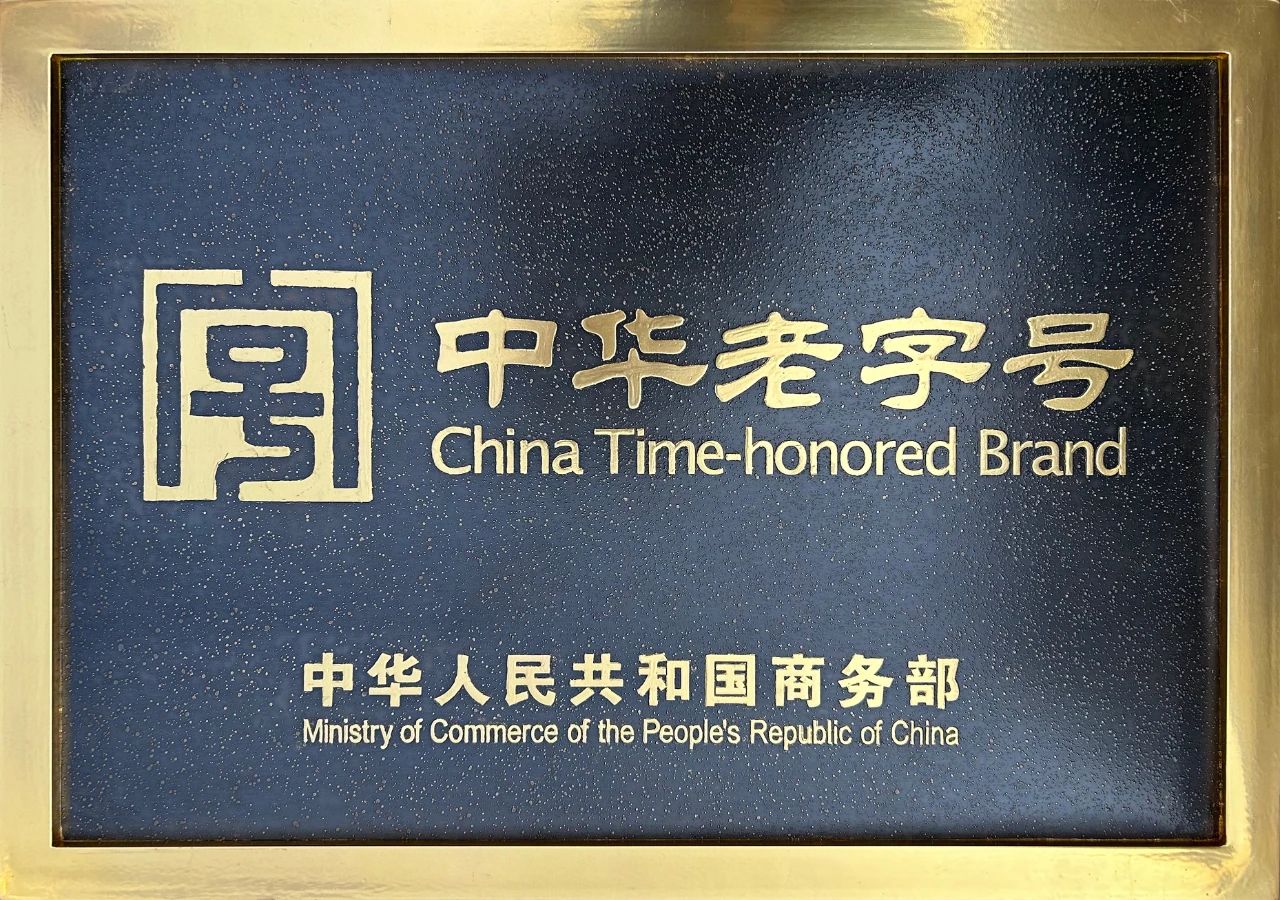 中华老字号
China Time-honored Brand
中华人民共和国商务部
Ministry of Commerce of the People's Republic of China